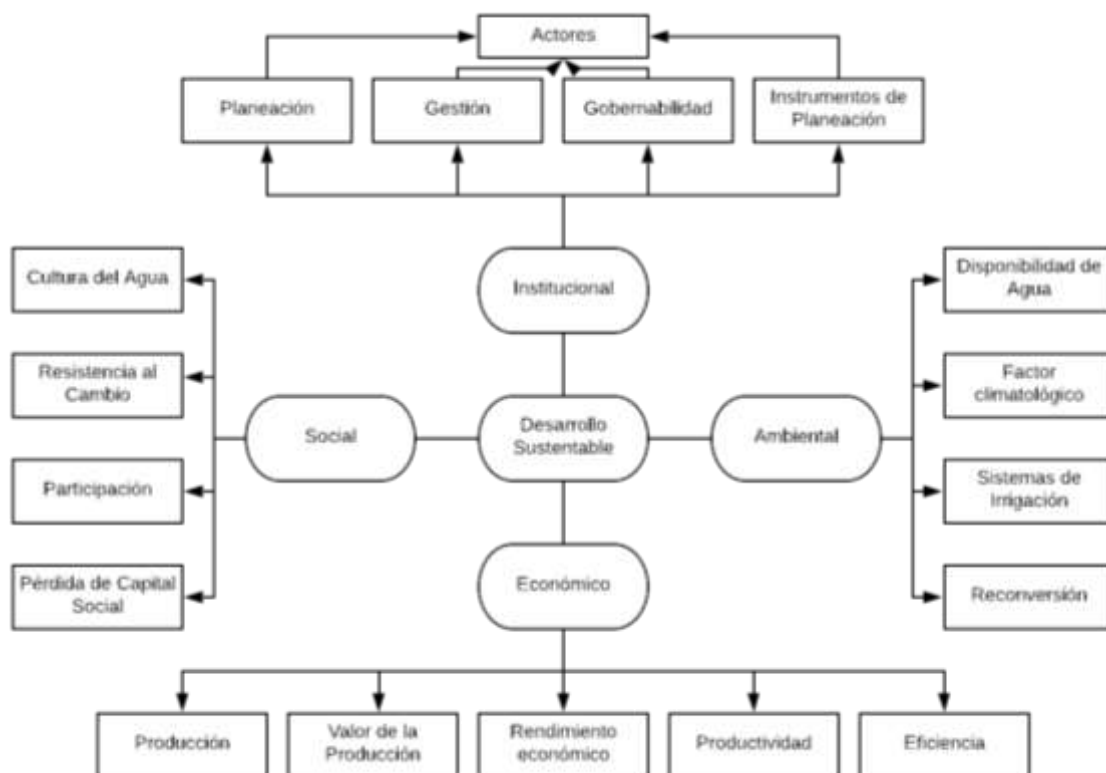 Actores
Planeación
Gestión
Gobernabilidad
Instrumentos de
Planeación
Institucional
Cultura del Agua
Resistencia al
Cambio
Participación
Pérdida de Capital
Social
Social
Desarrollo
Sustentable
Ambiental
Disponibilidad de
Agua
Factor
climatológico
Sistemas de
Irrigación
Reconversión
Económico
Producción
Valor de la
Producción
Rendimiento
económico
Productividad
Eficiencia